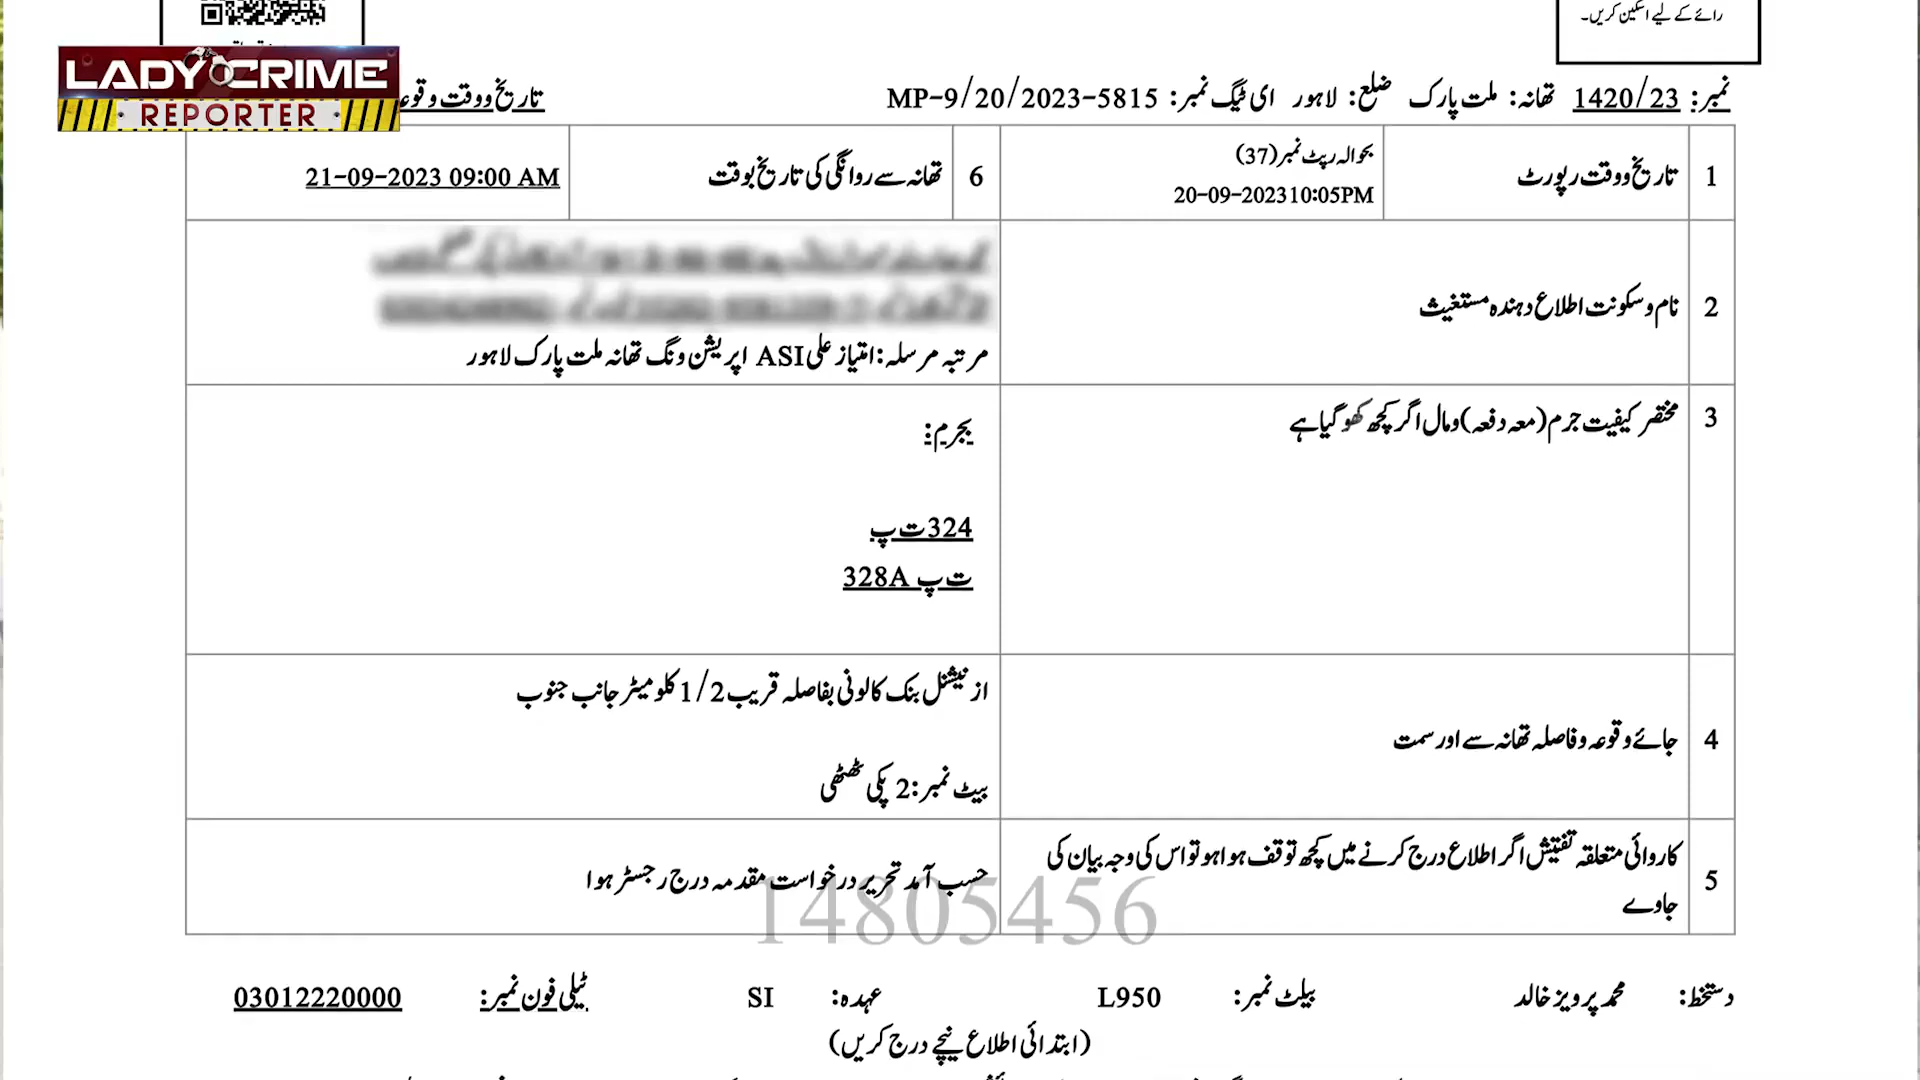 رائے کے لیے اسکین کریں۔
LADY CRIME
REPORTER
نمبر: 1420/23 تھانہ: ملت پارک ضلع: لاہور ای ٹیگ نمبر: MP-9/20/2023-5815 تاریخ ووقت وقوعہ
1 تاریخ ووقت رپورٹ بحوالہ رپٹ نمبر(37)
20-09-202310:05PM
6 تھانہ سے روانگی کی تاریخ بوقت 21-09-2023 09:00 AM
2 نام و سکونت اطلاع دہندہ مستغیث
مرتبہ مرسلہ: امتیاز علی ASI اپریشن ونگ تھانہ ملت پارک لاہور
3 مختصر کیفیت جرم(معہ دفعہ)ومال اگر کچھ کھو گیا ہے
بجرم:
324ت پ
ت پ 328A
4 جائے وقوعہ وفاصلہ تھانہ سے اور سمت
از نیشنل بنک کالونی بفاصلہ قریب 1/2 کلومیٹر جانب جنوب
بیٹ نمبر:2 پکی ٹھٹھی
5 کاروائی متعلقہ تفتیش اگر اطلاع درج کرنے میں کچھ توقف ہوا ہو تو اس کی وجہ بیان کی
جاوے
حسب آمد تحریر درخواست مقدمہ درج رجسٹر ہوا
14805456
دستخط: محمد پرویز خالد بیلٹ نمبر: L950 عہدہ: SI ٹیلی فون نمبر: 03012220000
(ابتدائی اطلاع نیچے درج کریں)